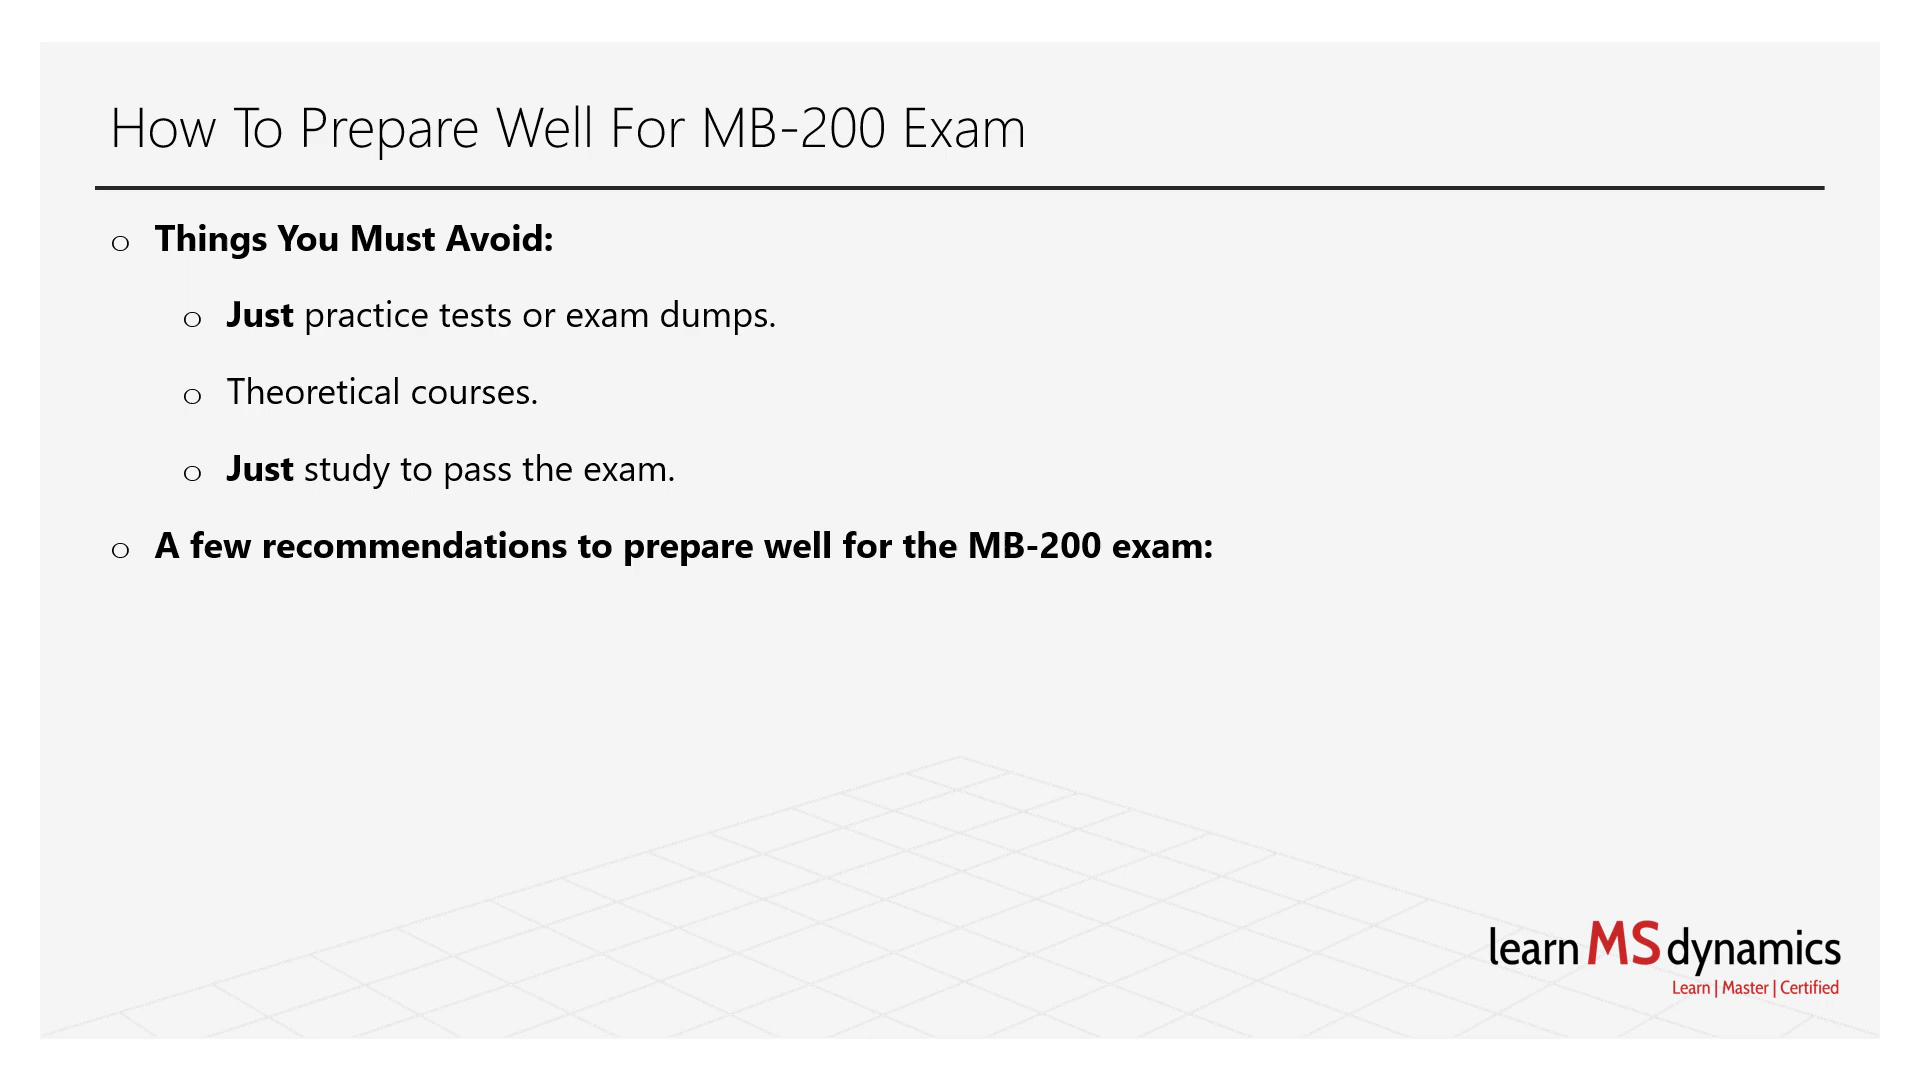 How To Prepare Well For MB-200 Exam
Things You Must Avoid:
Just practice tests or exam dumps.
Theoretical courses.
Just study to pass the exam.
A few recommendations to prepare well for the MB-200 exam:
learn MS dynamics
Learn | Master | Certified